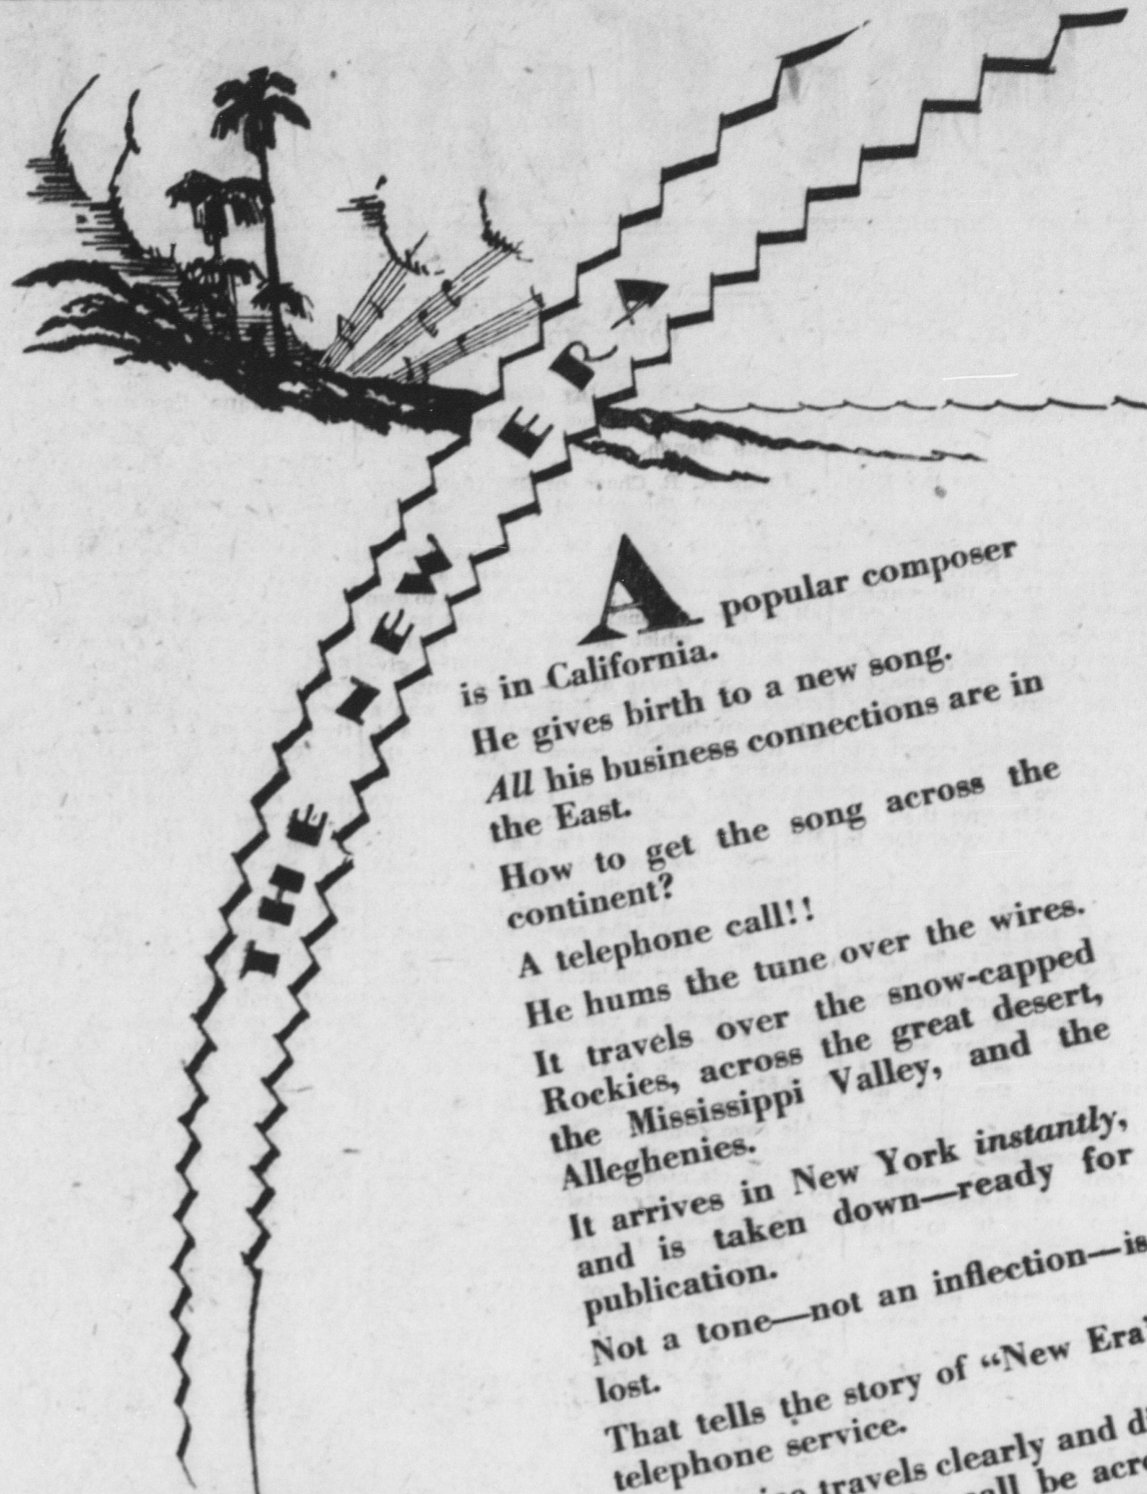 THE NEW ERA
A popular composer
is in California.
He gives birth to a new song.
All his business connections are in
the East.
How to get the song across the
continent?
A telephone call!!
He hums the tune over the wires.
It travels over the snow-capped
Rockies, across the great desert,
the Mississippi Valley, and the
Alleghenies.
It arrives in New York instantly,
and is taken down—ready for
publication.
Not a tone—not an inflection—is
lost.
That tells the story of "New Era"
telephone service.
travels clearly and
be